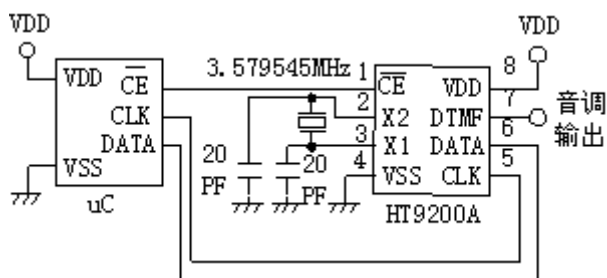 VDD
VDD
CE
CLK
DATA
VSS
uC
3.579545MHz
20
PF
20
PF
1
2
3
4
CE
X2
X1
VSS
VDD
DTMF
DATA
CLK
8
7
6
5
HT9200A
VDD
音调
输出